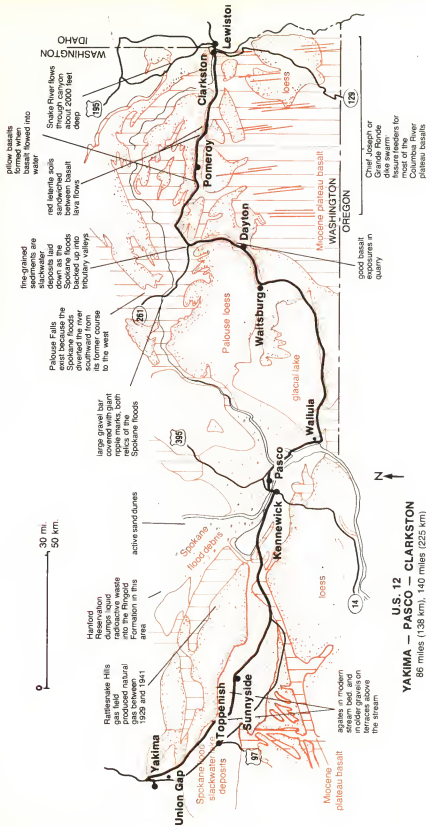 0
30 mi.
50 km.
Rattlesnake Hills
gas field
produced natural
gas between
1929 and 1941
Hanford
Reservation
dumps liquid
radioactive waste
into the Ringold
Formation in this
area
active sand dunes
large gravel bar
covered with giant
ripple marks, both
relics of the
Spokane floods
Palouse Falls
exist because the
Spokane floods
diverted the river
southward from
its former course
to the west
fine-grained
sediments are
slackwater
deposits laid
down as the
Spokane floods
backed up into
tributary valleys
red laterite soils
sandwiched
between basalt
lava flows
pillow basalts
formed when
basalt flowed into
water
Snake River flows
through canyon
about 2000 feet
deep
WASHINGTON
IDAHO
195
261
395
Yakima
Union Gap
Toppenish
Sunnyside
97
Spokane flood
slackwater
deposits
Spokane
flood debris
Kennewick
Pasco
Wallula
Waitsburg
Dayton
Pomeroy
Clarkston
Lewiston
Palouse loess
glacial lake
loess
loess
Miocene
plateau basalt
Miocene plateau basalt
WASHINGTON
OREGON
129
14
N
agates in modern
stream bed, and
in older gravels on
terraces above
the stream
good basalt
exposures in
quarry
Chief Joseph or
Grande Ronde
dike swarm:
fissure feeders for
most of the
Columbia River
plateau basalts
U.S. 12
YAKIMA — PASCO — CLARKSTON
86 miles (138 km), 140 miles (225 km)